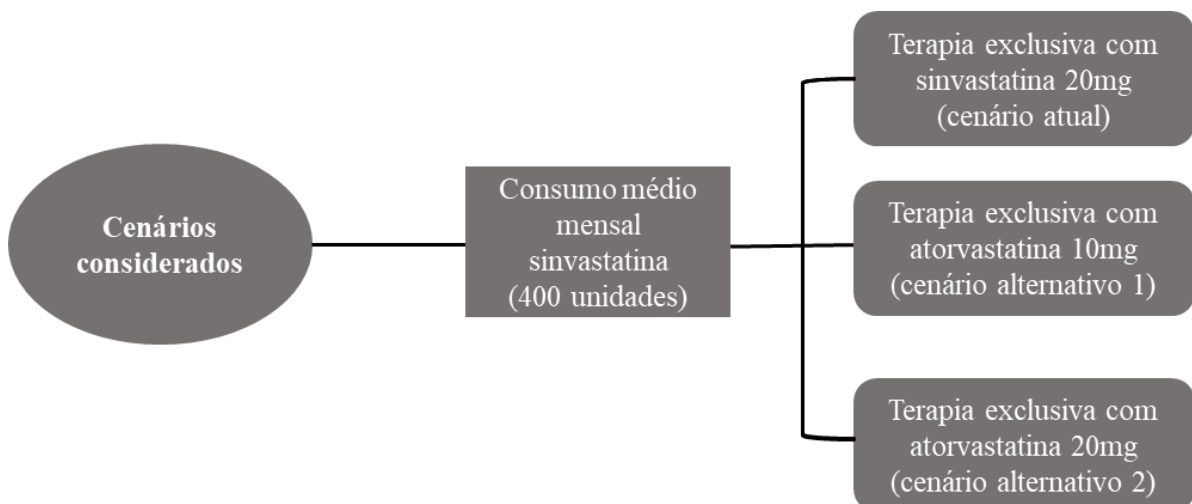 Cenários
considerados
Consumo médio
mensal
sinvastatina
(400 unidades)
Terapia exclusiva com
sinvastatina 20mg
(cenário atual)
Terapia exclusiva com
atorvastatina 10mg
(cenário alternativo 1)
Terapia exclusiva com
atorvastatina 20mg
(cenário alternativo 2)